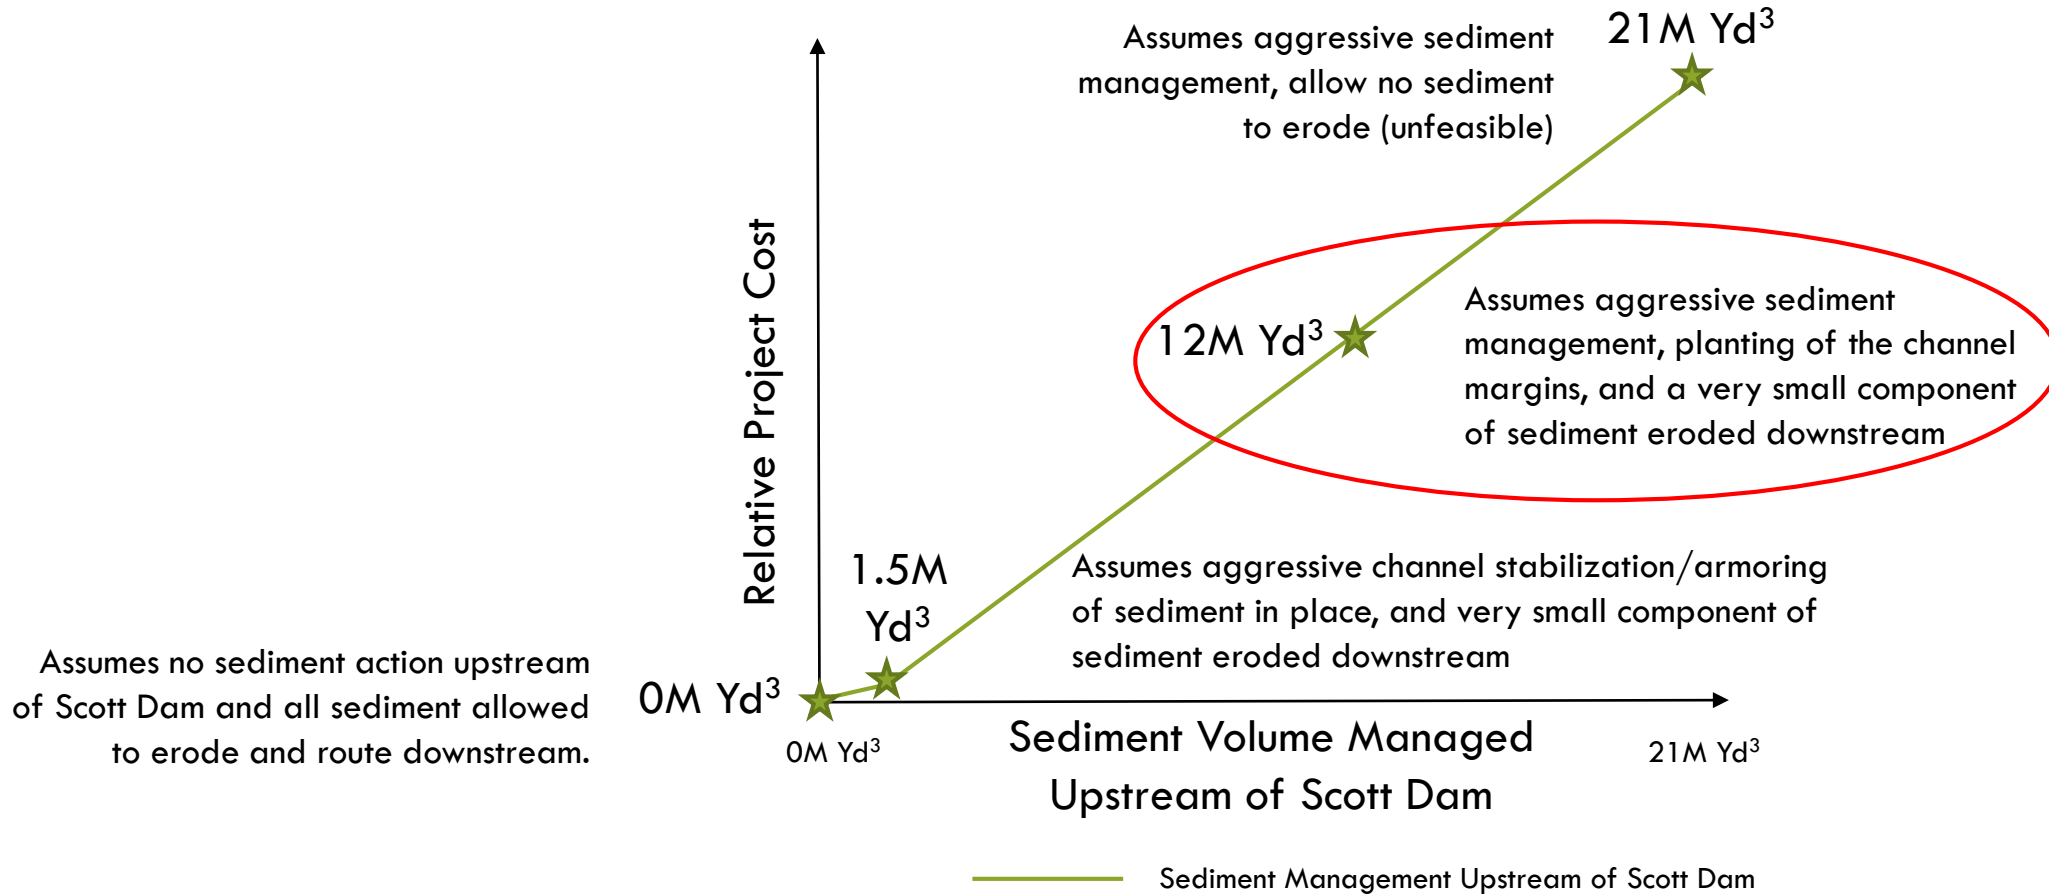 Assumes aggressive sediment
management, allow no sediment
to erode (unfeasible)
21M Yd³
Relative Project Cost
12M Yd³
Assumes aggressive sediment
management, planting of the channel
margins, and a very small component
of sediment eroded downstream
1.5M
Yd³
Assumes aggressive channel stabilization/armoring
of sediment in place, and very small component of
sediment eroded downstream
Assumes no sediment action upstream
of Scott Dam and all sediment allowed
to erode and route downstream.
0M Yd³
0M Yd³
Sediment Volume Managed
Upstream of Scott Dam
21M Yd³
Sediment Management Upstream of Scott Dam